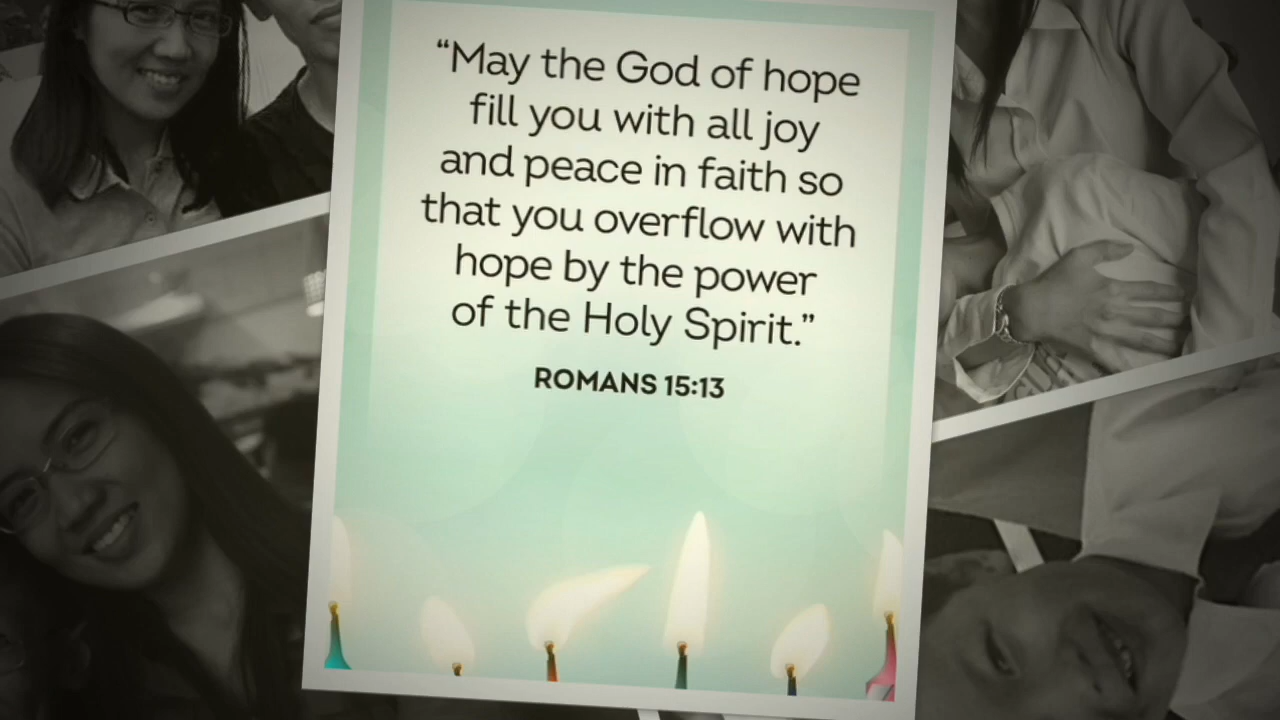 “May the God of hope
fill you with all joy
and peace in faith so
that you overflow with
hope by the power
of the Holy Spirit.”
ROMANS 15:13